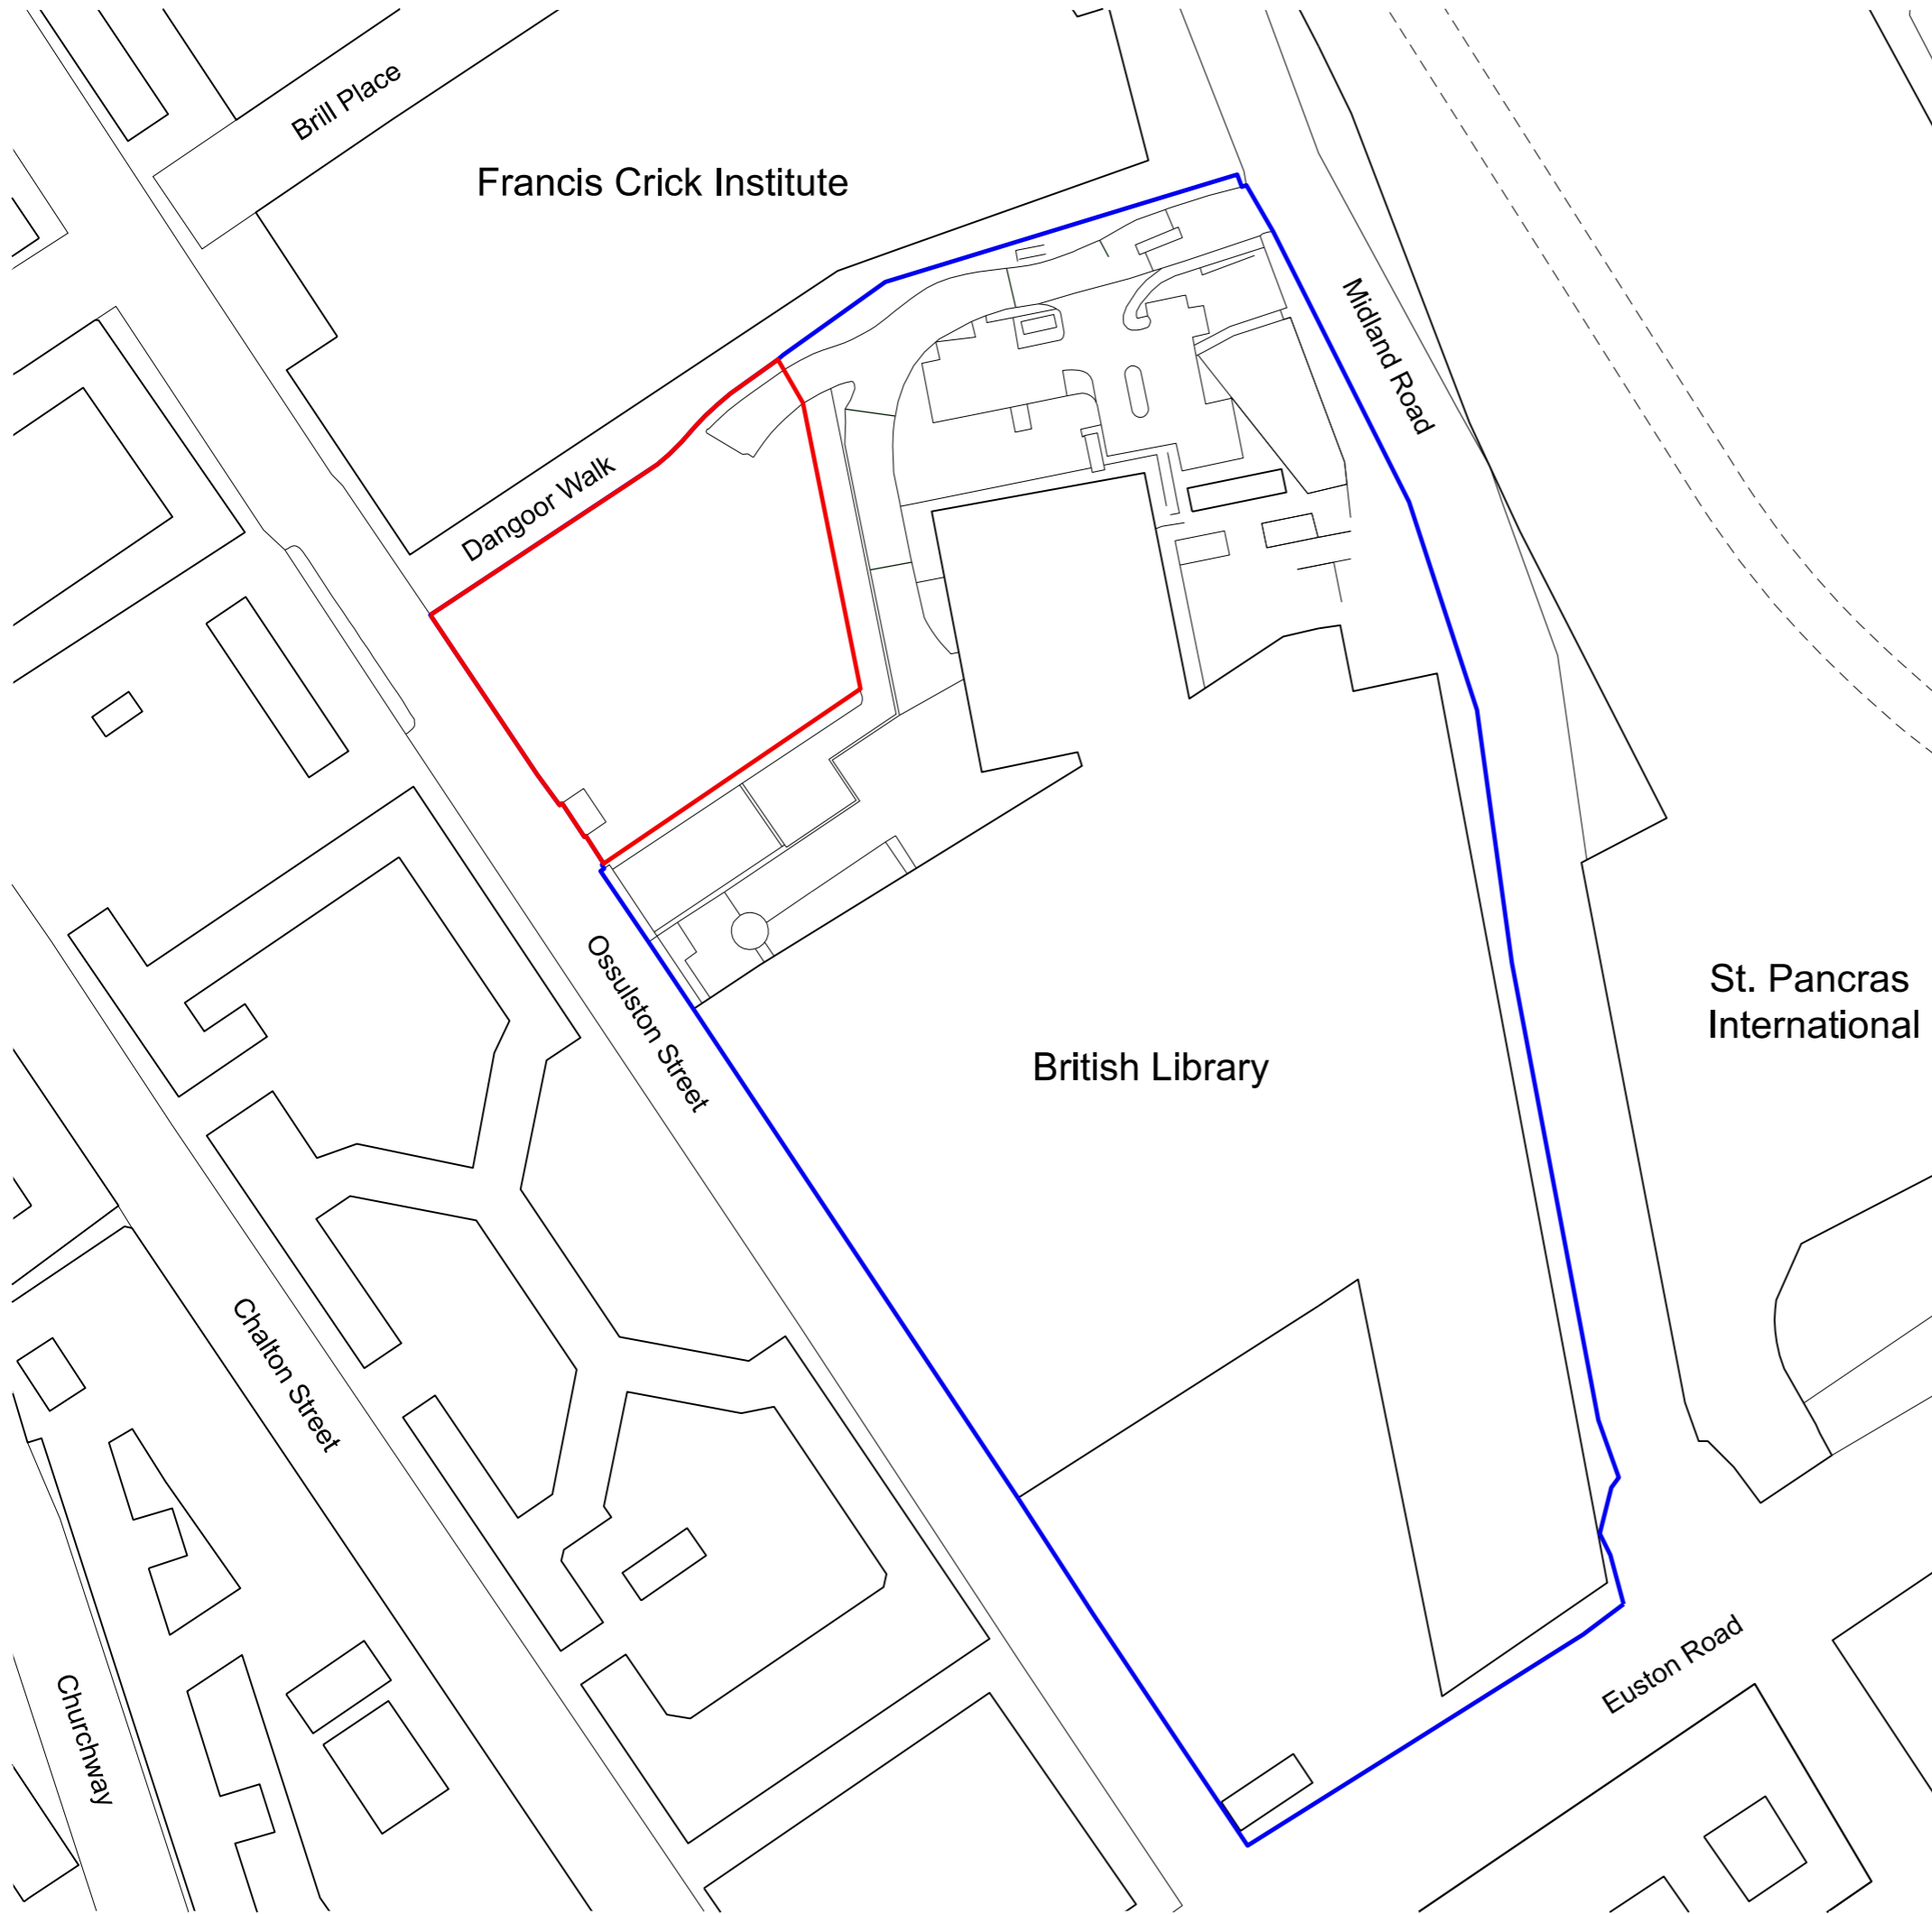 Brill Place
Francis Crick Institute
Midland Road
Dangoor Walk
Ossulston Street
St. Pancras
International
British Library
Chalton Street
Euston Road
Churchway